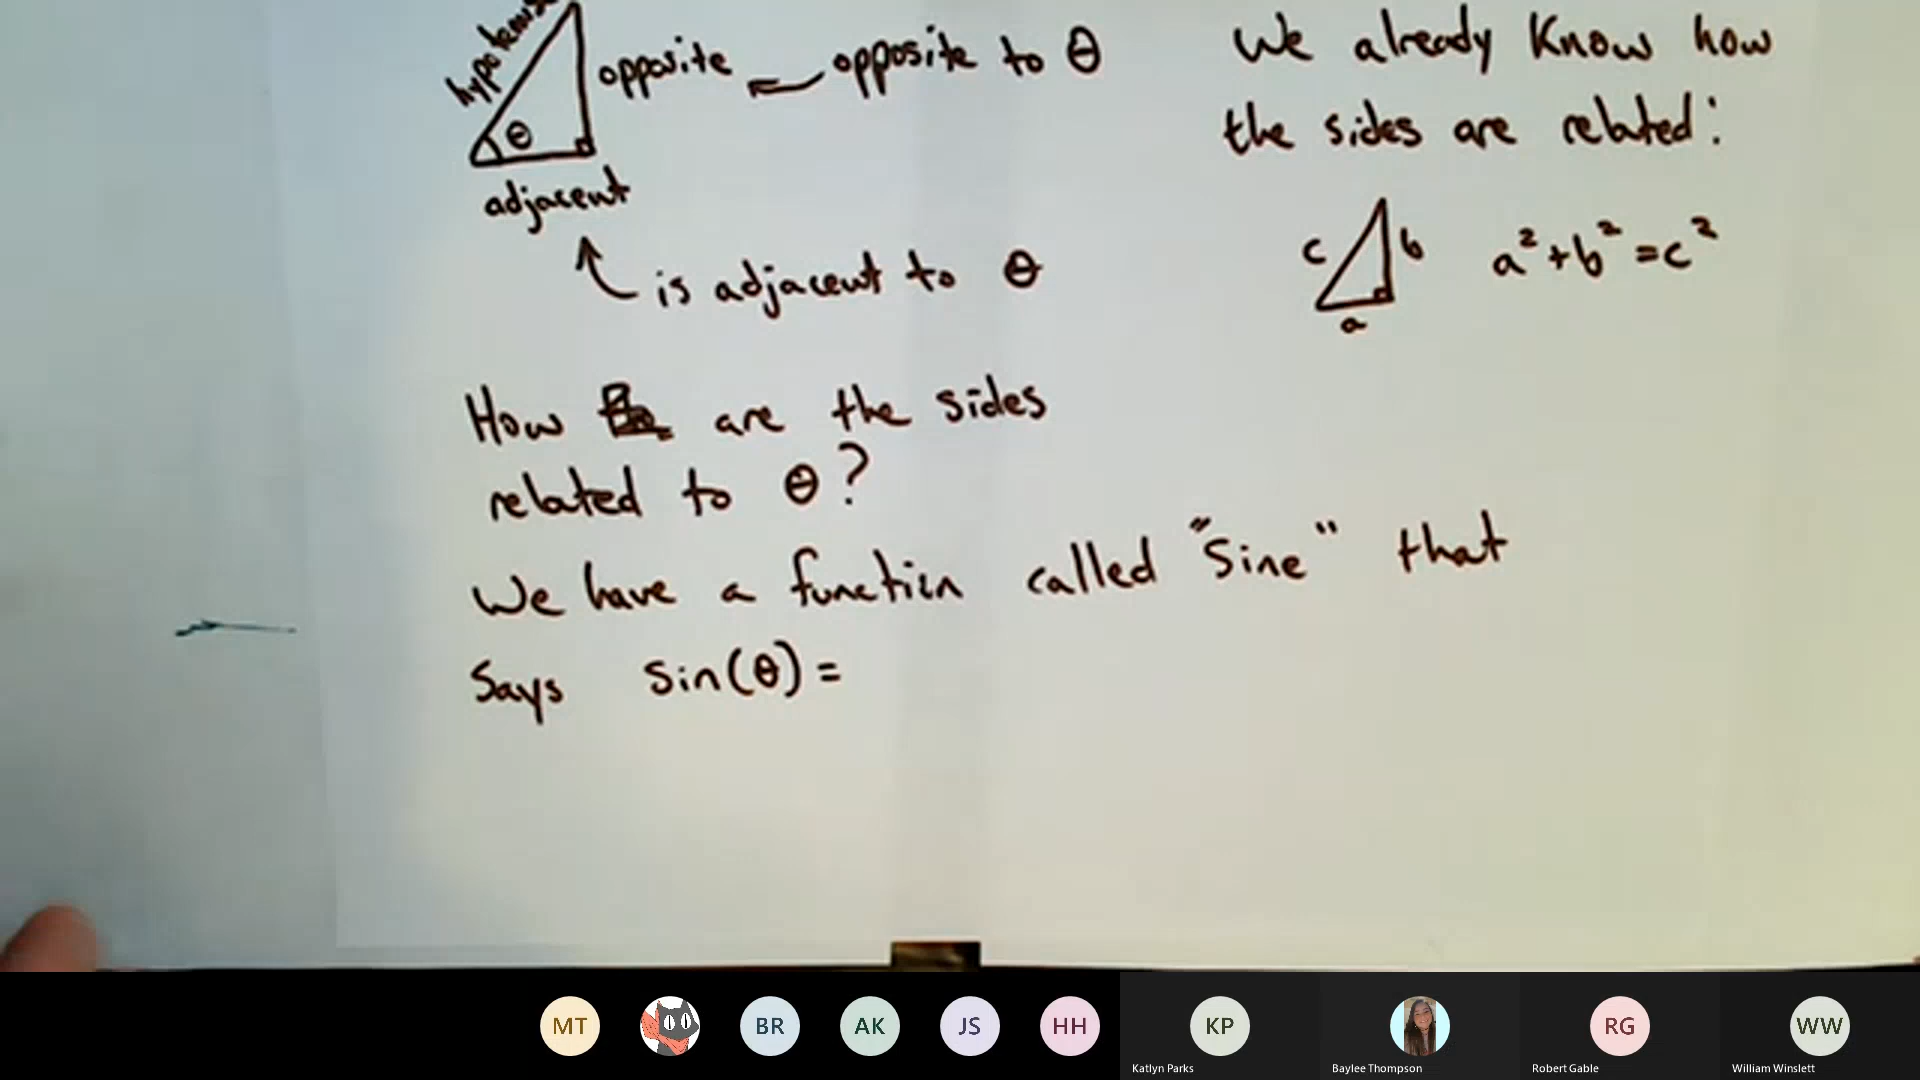 hypotenuse
opposite
opposite to θ
θ
adjacent
is adjacent to θ
We already know how
the sides are related:
c
b
a
a²+b²=c²
How are the sides
related to θ?
We have a function called "Sine" that
Says sin(θ)=
MT
BR
AK
JS
HH
KP
RG
WW
Katlyn Parks
Baylee Thompson
Robert Gable
William Winslett